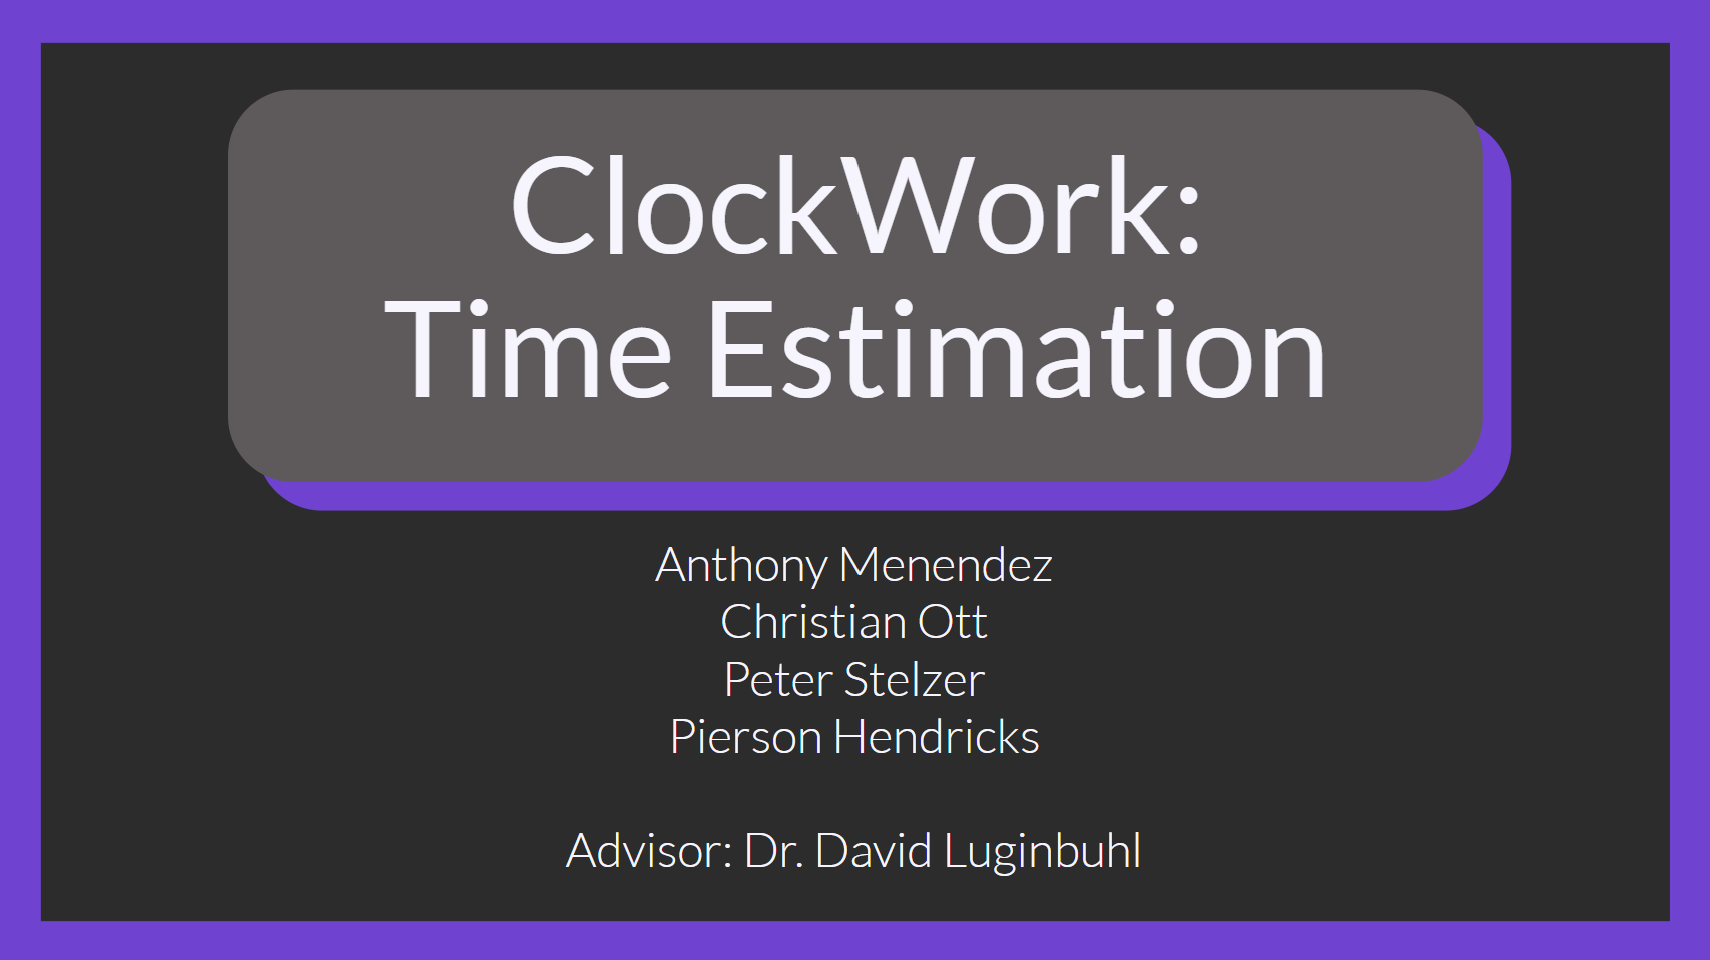 ClockWork:
Time Estimation
Anthony Menendez
Christian Ott
Peter Stelzer
Pierson Hendricks
Advisor: Dr. David Luginbuhl